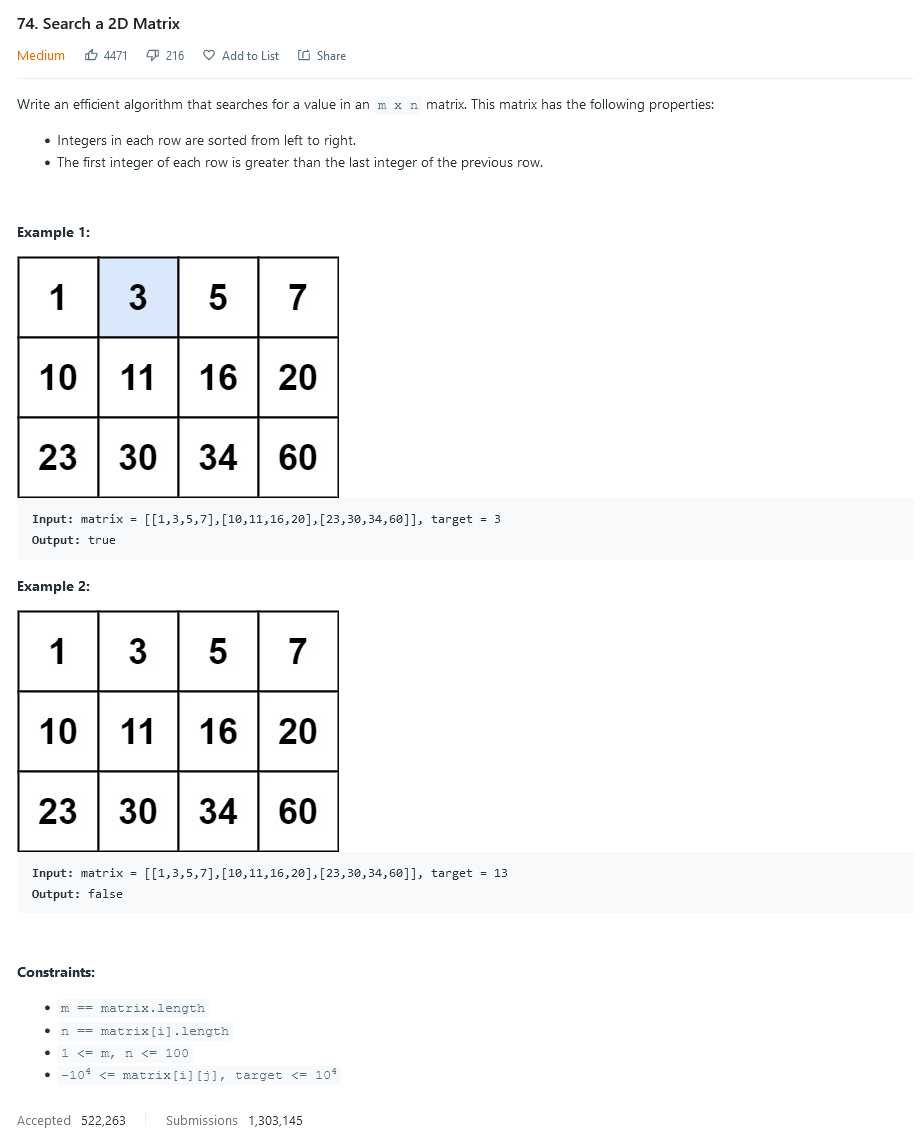 74. Search a 2D Matrix
Medium 4471 216 Add to List Share
Write an efficient algorithm that searches for a value in an m x n matrix. This matrix has the following properties:
• Integers in each row are sorted from left to right.
• The first integer of each row is greater than the last integer of the previous row.
Example 1:
1 3 5 7
10 11 16 20
23 30 34 60
Input: matrix = [[1,3,5,7],[10,11,16,20],[23,30,34,60]], target = 3
Output: true
Example 2:
1 3 5 7
10 11 16 20
23 30 34 60
Input: matrix = [[1,3,5,7],[10,11,16,20],[23,30,34,60]], target = 13
Output: false
Constraints:
• m == matrix.length
• n == matrix[i].length
• 1 <= m, n <= 100
• -10⁴ <= matrix[i][j], target <= 10⁴
Accepted 522,263 Submissions 1,303,145